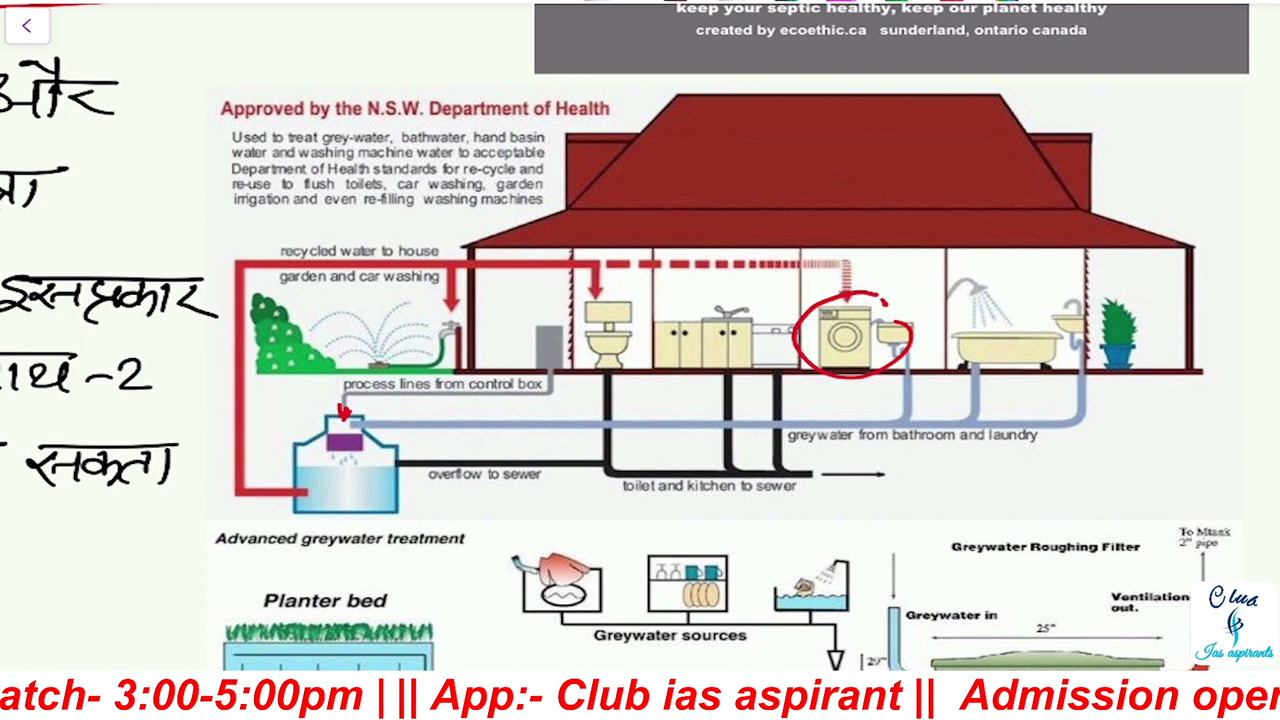 keep your septic healthy, keep our planet healthy
created by ecoethic.ca sunderland, ontario canada
और
इसप्रकार
-2
सकता
Approved by the N.S.W. Department of Health
Used to treat grey-water, bathwater, hand basin
water and washing machine water to acceptable
Department of Health standards for re-cycle and
re-use to flush toilets, car washing, garden
irrigation and even re-filling washing machines
recycled water to house
garden and car washing
process lines from control box
greywater from bathroom and laundry
overflow to sewer
toilet and kitchen to sewer
Advanced greywater treatment
Planter bed
Greywater sources
Greywater Roughing Filter
To Mtank
2" pipe
Greywater in
Ventilation
out.
25"
29"
Club
Ias aspirants
atch- 3:00-5:00pm | || App:- Club ias aspirant || Admission oper